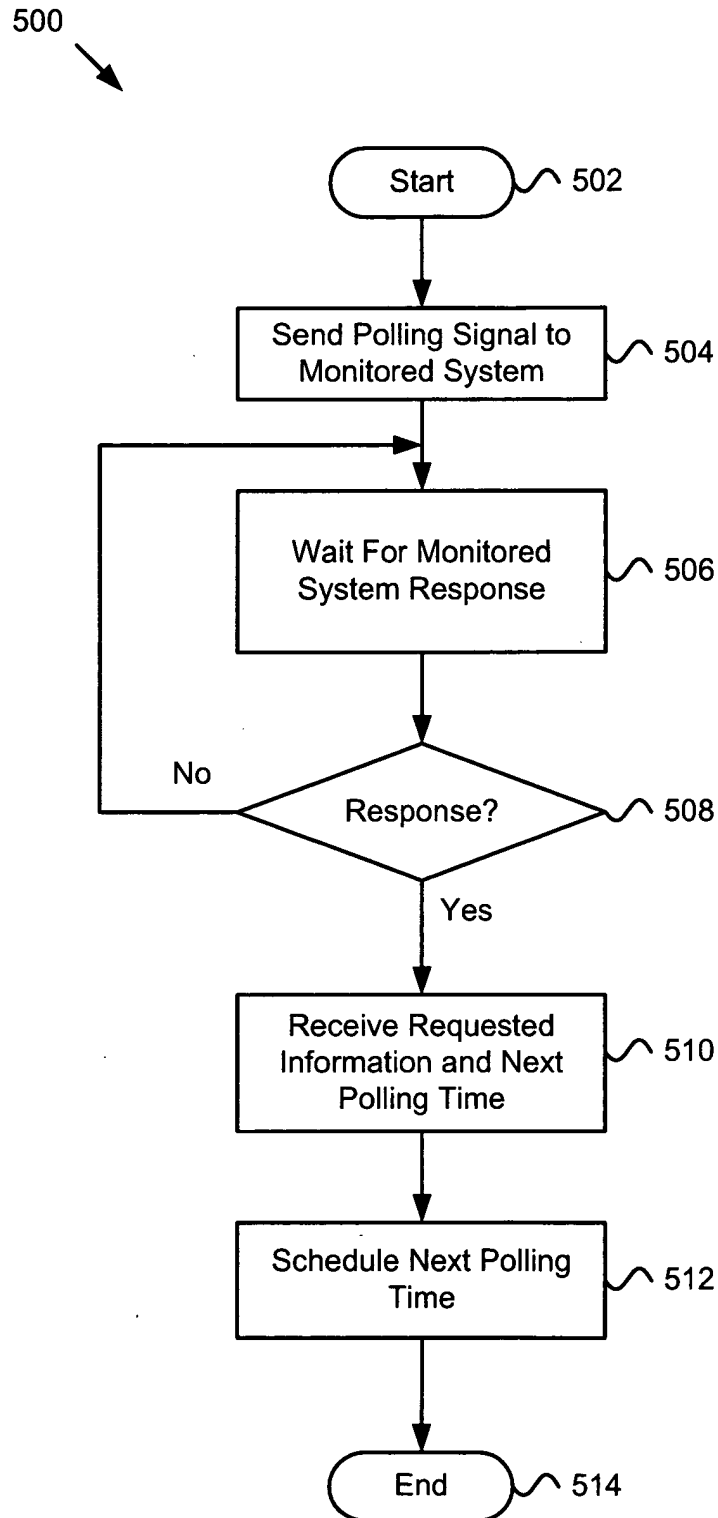 500
Start
502
Send Polling Signal to
Monitored System
504
Wait For Monitored
System Response
506
No
Response?
508
Yes
Receive Requested
Information and Next
Polling Time
510
Schedule Next Polling
Time
512
End
514